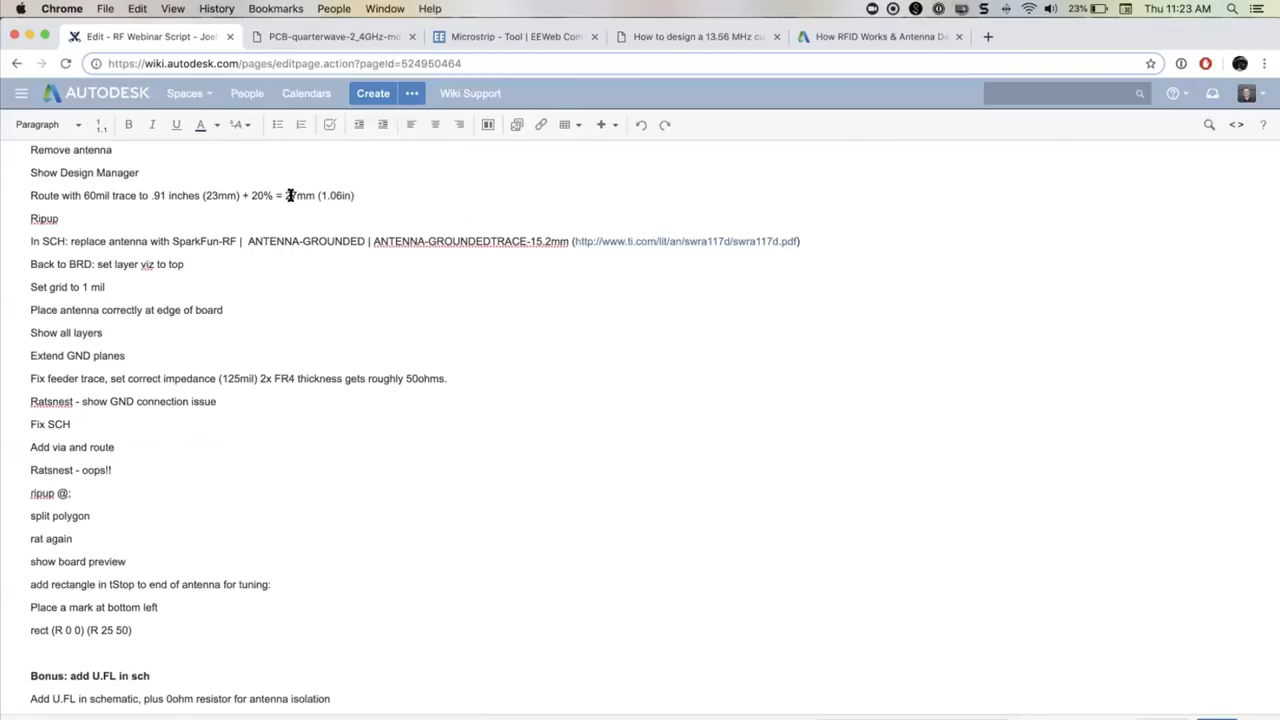 Chrome File Edit View History Bookmarks People Window Help 23% Thu 11:23 AM
Edit - RF Webinar Script - Joel PCB-quarterwave-2_4GHz-mo Microstrip - Tool | EEWeb Com How to design a 13.56 MHz cu How RFID Works & Antenna De
https://wiki.autodesk.com/pages/editpage.action?pageId=524950464
AUTODESK Spaces People Calendars Create ••• Wiki Support
Paragraph 1.1 B I U A
Remove antenna
Show Design Manager
Route with 60mil trace to .91 inches (23mm) + 20% = 27mm (1.06in)
Ripup
In SCH: replace antenna with SparkFun-RF | ANTENNA-GROUNDED | ANTENNA-GROUNDEDTRACE-15.2mm (http://www.ti.com/lit/an/swra117d/swra117d.pdf)
Back to BRD: set layer viz to top
Set grid to 1 mil
Place antenna correctly at edge of board
Show all layers
Extend GND planes
Fix feeder trace, set correct impedance (125mil) 2x FR4 thickness gets roughly 50ohms.
Ratsnest - show GND connection issue
Fix SCH
Add via and route
Ratsnest - oops!!
ripup @;
split polygon
rat again
show board preview
add rectangle in tStop to end of antenna for tuning:
Place a mark at bottom left
rect (R 0 0) (R 25 50)
Bonus: add U.FL in sch
Add U.FL in schematic, plus 0ohm resistor for antenna isolation